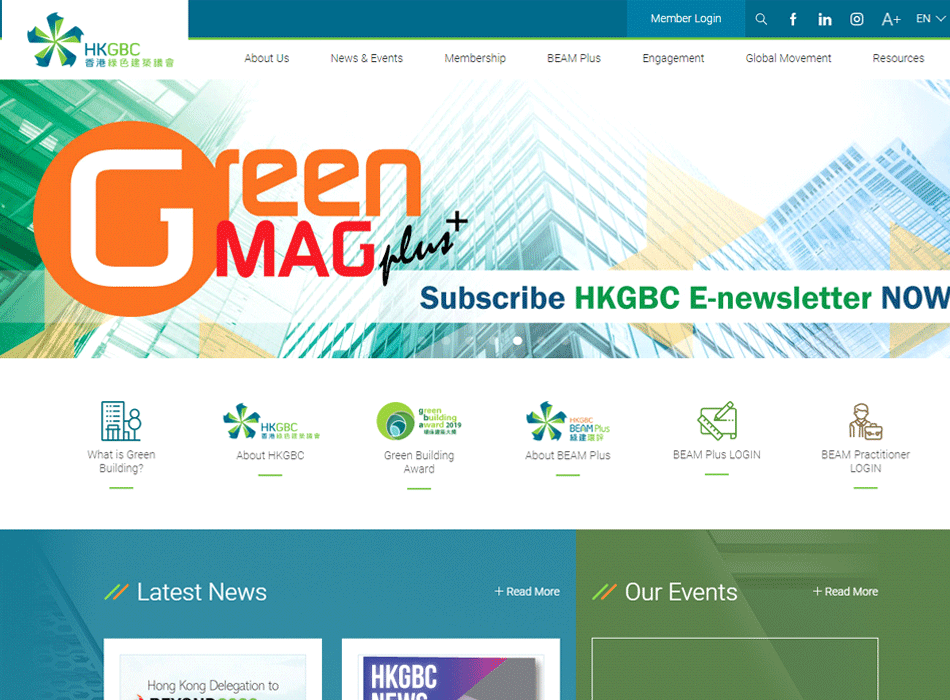 Member Login
A+
EN
HKGBC
香港綠色建築議會
About Us
News & Events
Membership
BEAM Plus
Engagement
Global Movement
Resources
Green
MAG plus+
Subscribe HKGBC E-newsletter NOW
HKGBC
香港綠色建築議會
green
building
award 2019
環保建築大獎
HKGBC
BEAM Plus
綠建環評
What is Green
Building?
About HKGBC
Green Building
Award
About BEAM Plus
BEAM Plus LOGIN
BEAM Practitioner
LOGIN
Latest News
+ Read More
Our Events
+ Read More
Hong Kong Delegation to
BEYOND
HKGBC
NEWS